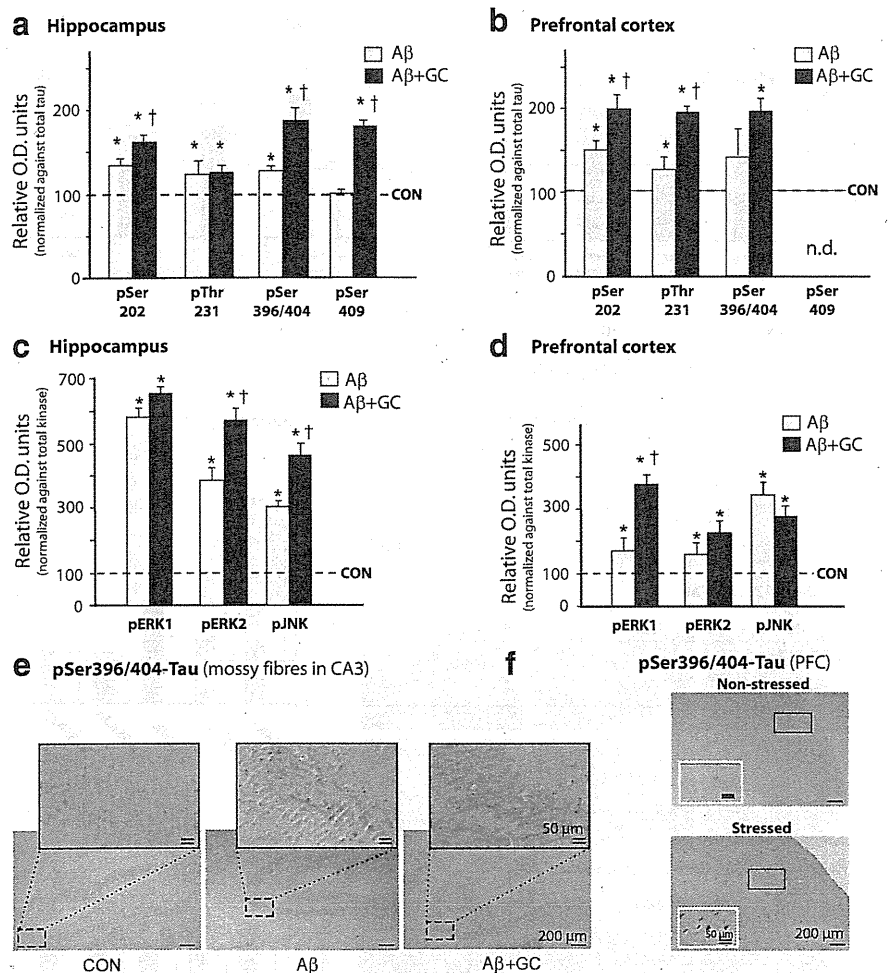 a Hippocampus
Aβ
Aβ+GC
Relative O.D. units
(normalized against total tau)
200
100
0
* * † * * * * † * †
CON
pSer 202
pThr 231
pSer 396/404
pSer 409
b Prefrontal cortex
Aβ
Aβ+GC
Relative O.D. units
(normalized against total tau)
200
100
0
* * † * * † *
CON
n.d.
pSer 202
pThr 231
pSer 396/404
pSer 409
c Hippocampus
Aβ
Aβ+GC
Relative O.D. units
(normalized against total kinase)
700
500
300
100
0
* * * * † * * †
CON
pERK1
pERK2
pJNK
d Prefrontal cortex
Aβ
Aβ+GC
Relative O.D. units
(normalized against total kinase)
500
300
100
0
* * † * * * *
CON
pERK1
pERK2
pJNK
e pSer396/404-Tau (mossy fibres in CA3)
50 µm
200 µm
CON
Aβ
Aβ+GC
f pSer396/404-Tau (PFC)
Non-stressed
Stressed
50 µm
200 µm